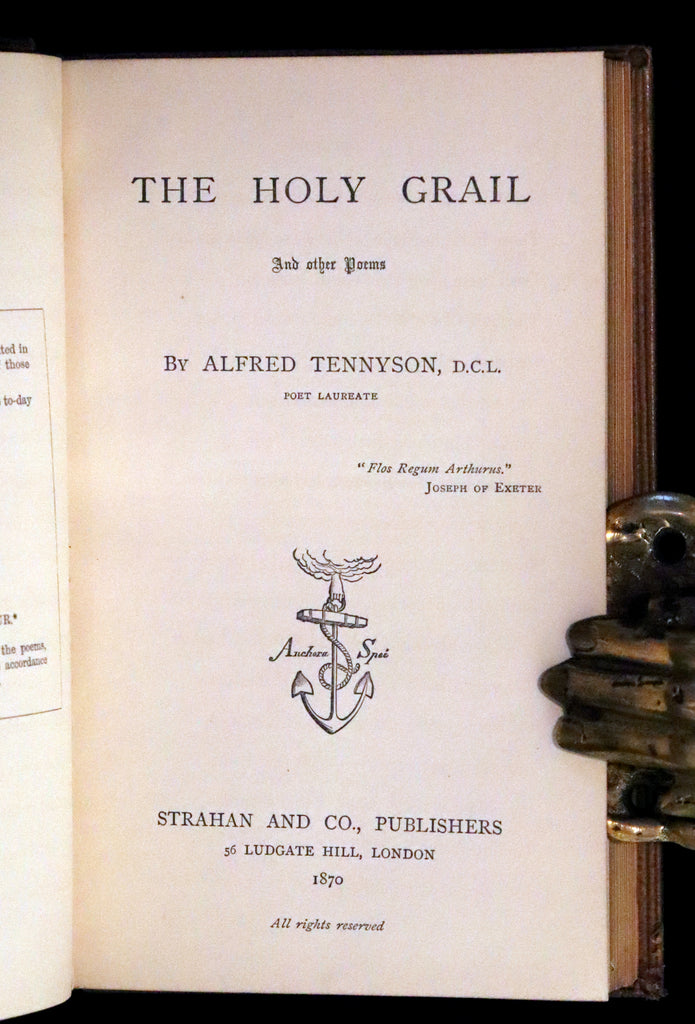 ted in
those
to-day
R.*
the poems,
accordance
THE HOLY GRAIL
And other Poems
By ALFRED TENNYSON, D.C.L.
POET LAUREATE
"Flos Regum Arthurus."
JOSEPH OF EXETER
Anchora Spei
STRAHAN AND CO., PUBLISHERS
56 LUDGATE HILL, LONDON
1870
All rights reserved